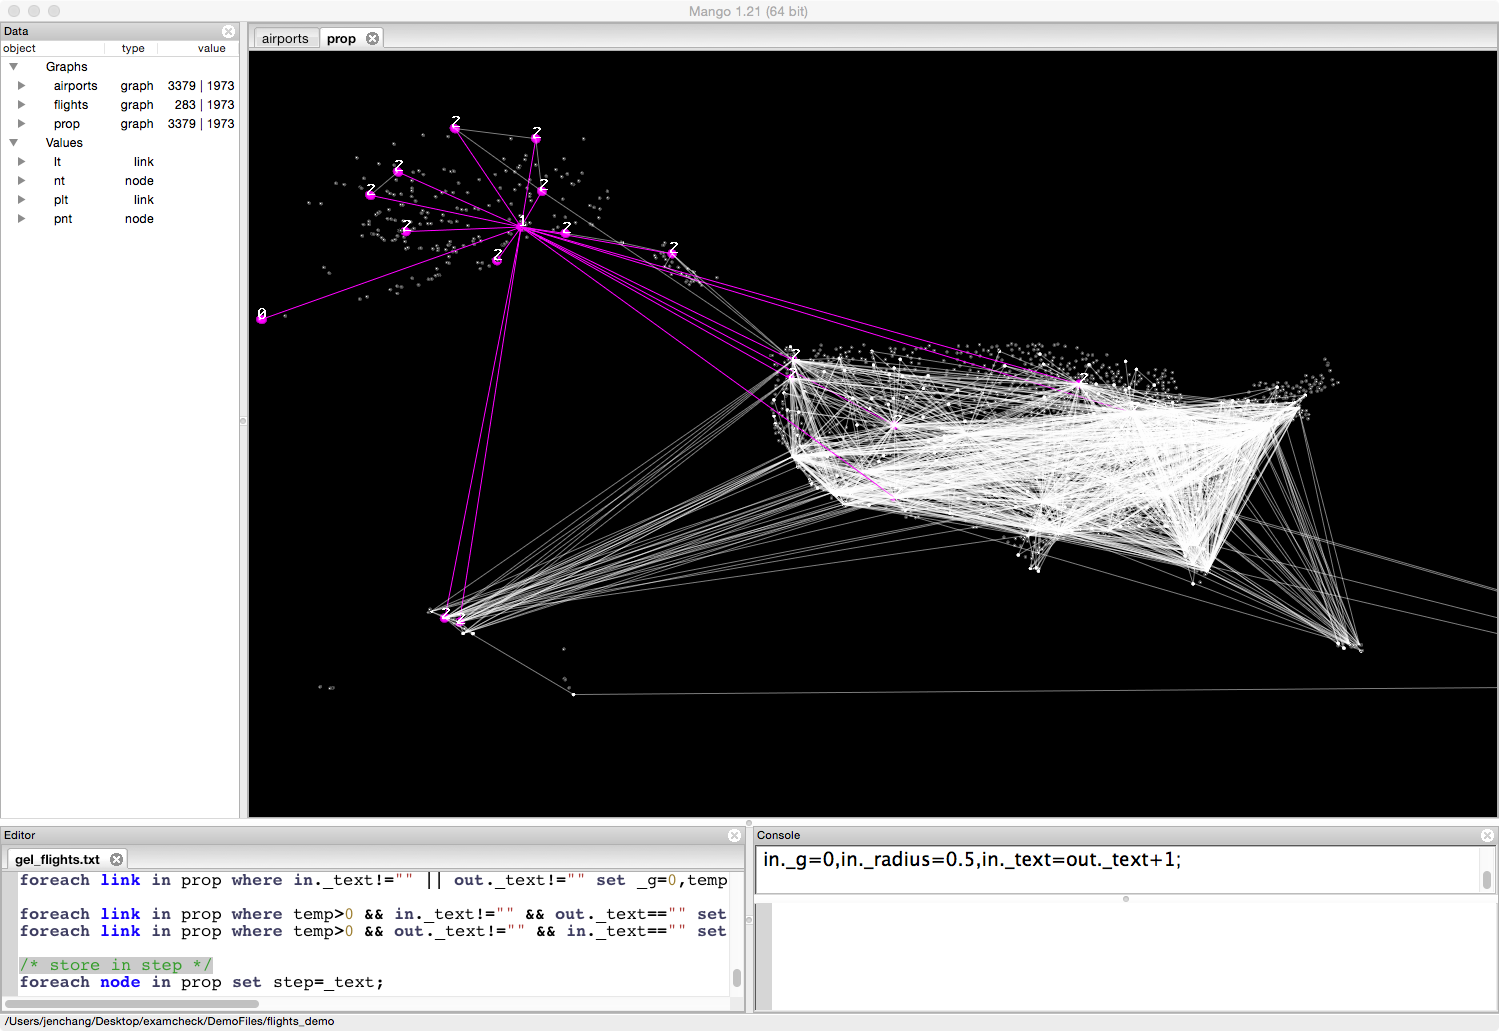 Mango 1.21 (64 bit)
Data
object type value
Graphs
airports graph 3379 | 1973
flights graph 283 | 1973
prop graph 3379 | 1973
Values
lt link
nt node
plt link
pnt node
airports prop
2
2
2
2
2
1
2
2
2
2
0
2
2
2
2
2
Editor
gel_flights.txt
foreach link in prop where in._text!="" || out._text!="" set _g=0,temp
foreach link in prop where temp>0 && in._text!="" && out._text=="" set
foreach link in prop where temp>0 && out._text!="" && in._text=="" set
/* store in step */
foreach node in prop set step=_text;
Console
in._g=0,in._radius=0.5,in._text=out._text+1;
/Users/jenchang/Desktop/examcheck/DemoFiles/flights_demo